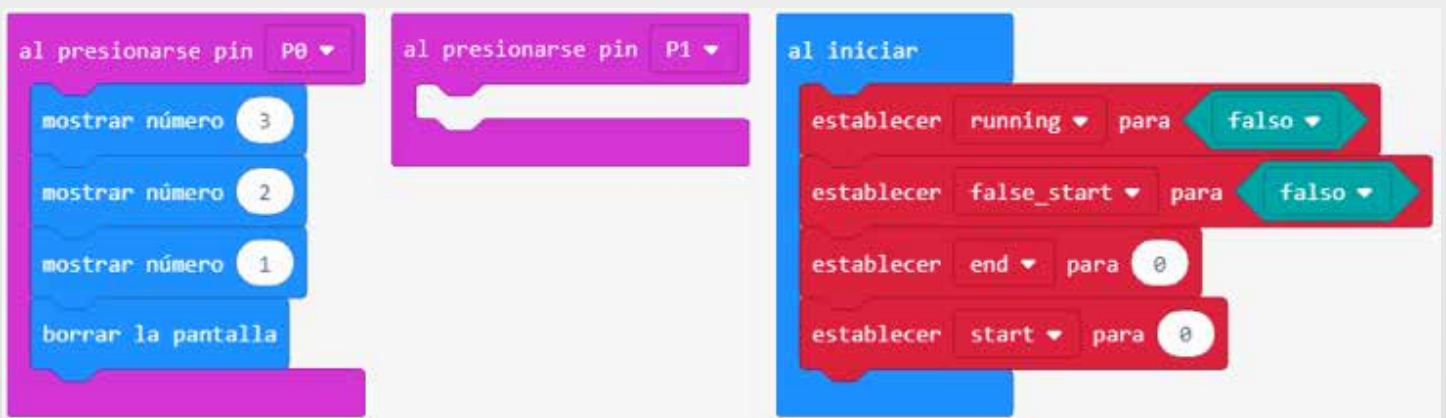 al presionarse pin P0
mostrar número 3
mostrar número 2
mostrar número 1
borrar la pantalla
al presionarse pin P1
al iniciar
establecer running para falso
establecer false_start para falso
establecer end para 0
establecer start para 0